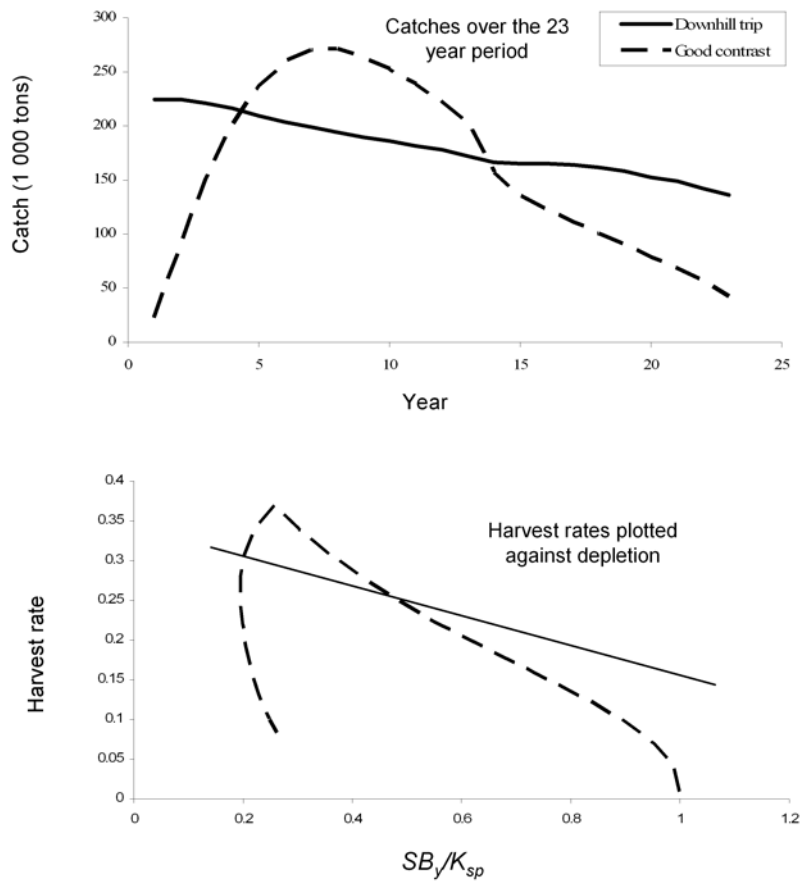 Catches over the 23
year period
Downhill trip
Good contrast
300
250
200
150
100
50
0
Catch (1 000 tons)
0 5 10 15 20 25
Year
Harvest rates plotted
against depletion
0.4
0.35
0.3
0.25
0.2
0.15
0.1
0.05
0
Harvest rate
0 0.2 0.4 0.6 0.8 1 1.2
SBy/Ksp